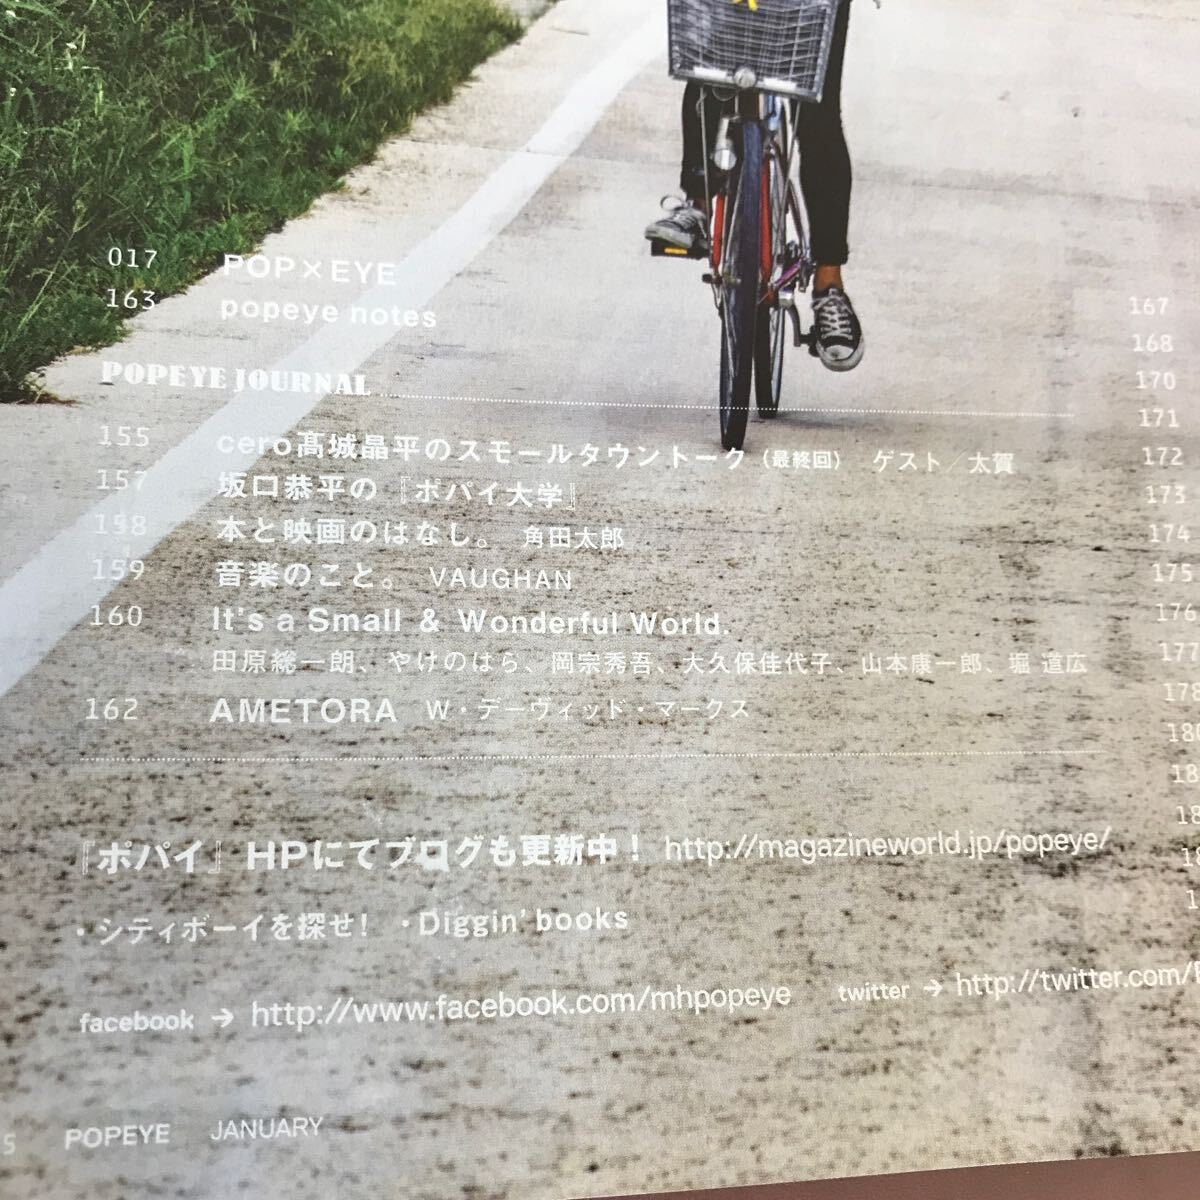 017 POP×EYE
163 popeye notes
POPEYE JOURNAL
155 cero髙城晶平のスモールタウントーク（最終回） ゲスト／太賀
157 坂口恭平の『ポパイ大学』
158 本と映画のはなし。 角田太郎
159 音楽のこと。 VAUGHAN
160 It's a Small & Wonderful World.
田原総一朗、やけのはら、岡宗秀吾、大久保佳代子、山本康一郎、堀 道広
162 AMETORA W・デーヴィッド・マークス
『ポパイ』HPにてブログも更新中！ http://magazineworld.jp/popeye/
・シティボーイを探せ！ ・Diggin' books
facebook → http://www.facebook.com/mhpopeye twitter → http://twitter.com/
POPEYE JANUARY
167
168
170
171
172
173
174
175
176
177
178
180